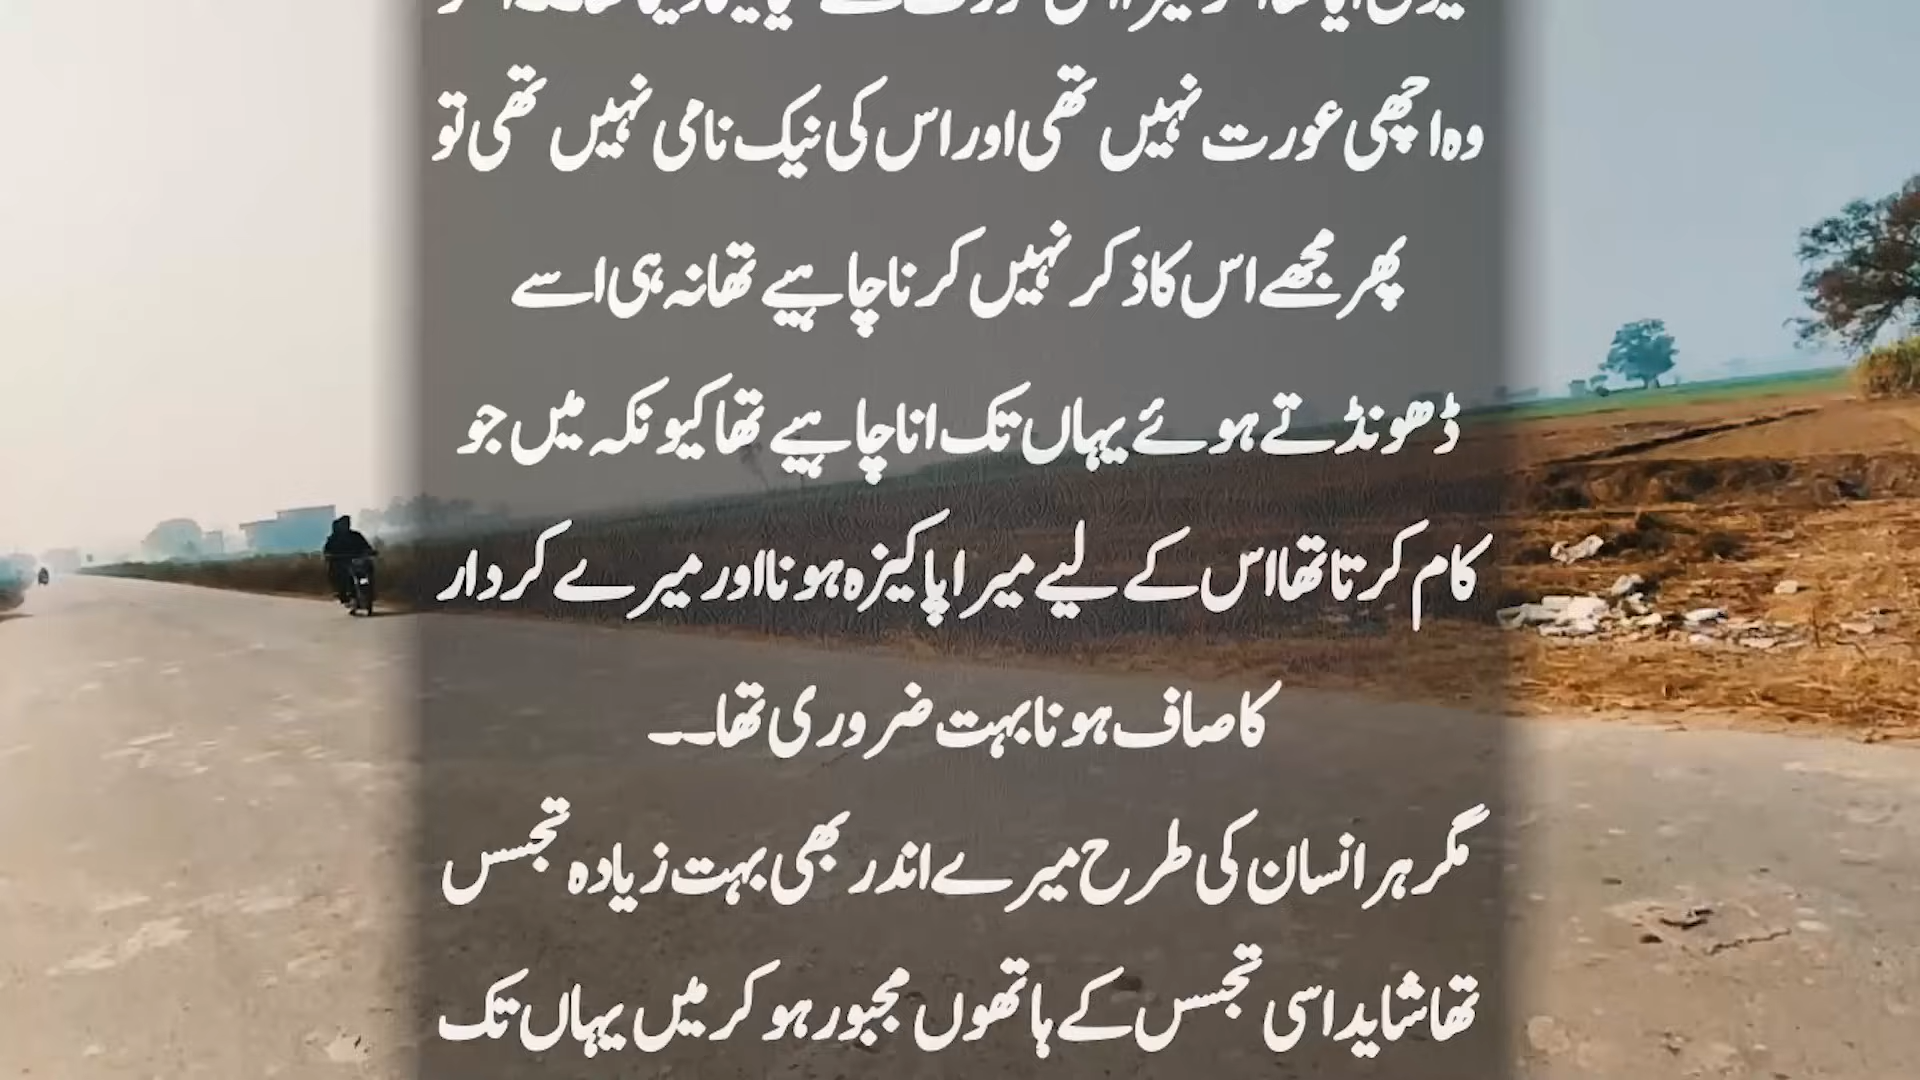 وہ اچھی عورت نہیں تھی اور اس کی نیک نامی نہیں تھی تو
پھر مجھے اس کا ذکر نہیں کرنا چاہیے تھا نہ ہی اسے
ڈھونڈتے ہوئے یہاں تک انا چاہیے تھا کیونکہ میں جو
کام کرتا تھا اس کے لیے میرا پاکیزہ ہونا اور میرے کردار
کا صاف ہونا بہت ضروری تھا۔۔
مگر ہر انسان کی طرح میرے اندر بھی بہت زیادہ تجسس
تھا شاید اسی تجسس کے ہاتھوں مجبور ہو کر میں یہاں تک